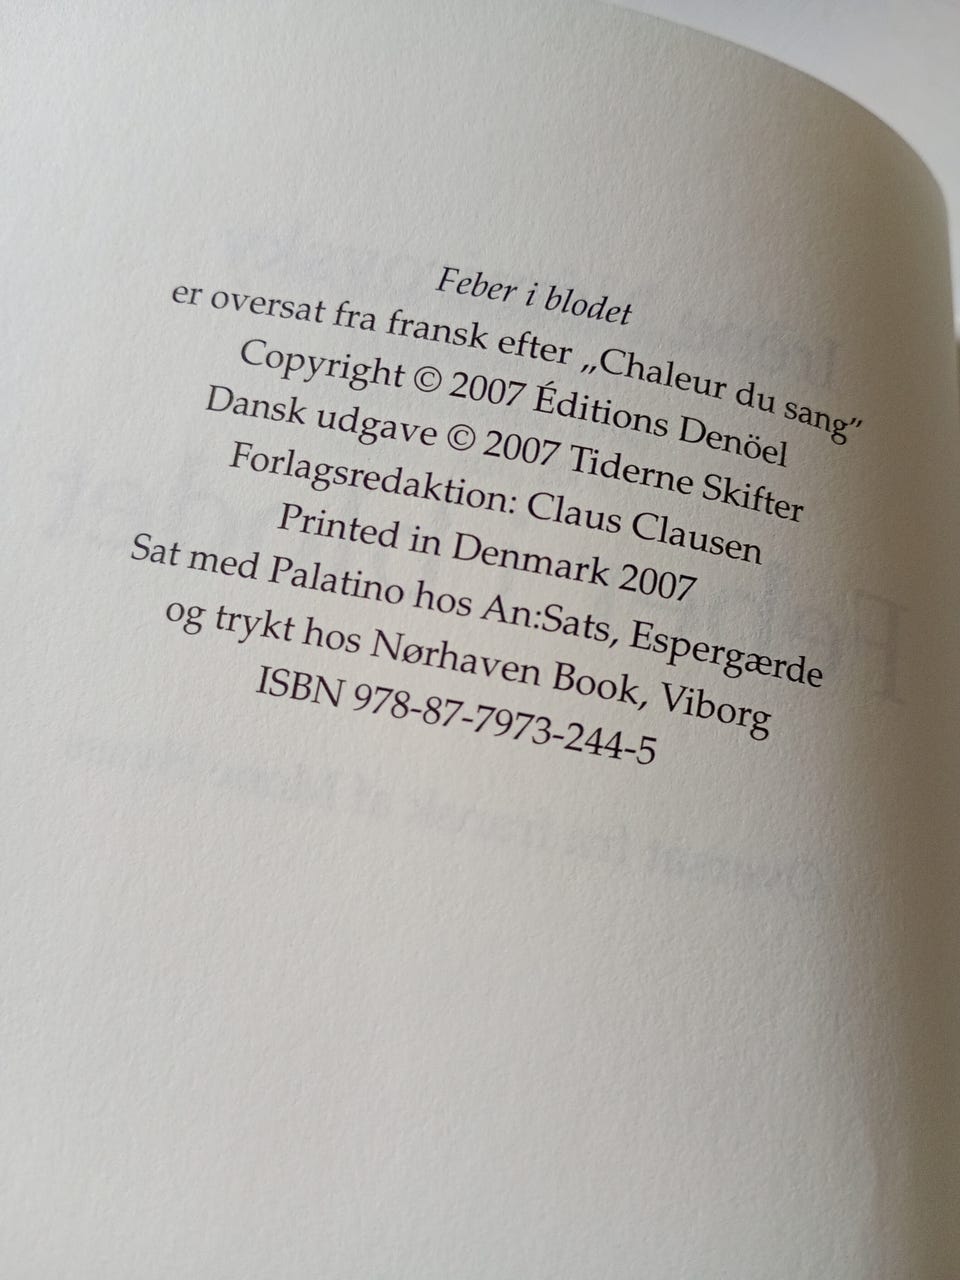 Feber i blodet
er oversat fra fransk efter „Chaleur du sang”
Copyright © 2007 Éditions Denöel
Dansk udgave © 2007 Tiderne Skifter
Forlagsredaktion: Claus Clausen
Printed in Denmark 2007
Sat med Palatino hos An:Sats, Espergærde
og trykt hos Nørhaven Book, Viborg
ISBN 978-87-7973-244-5